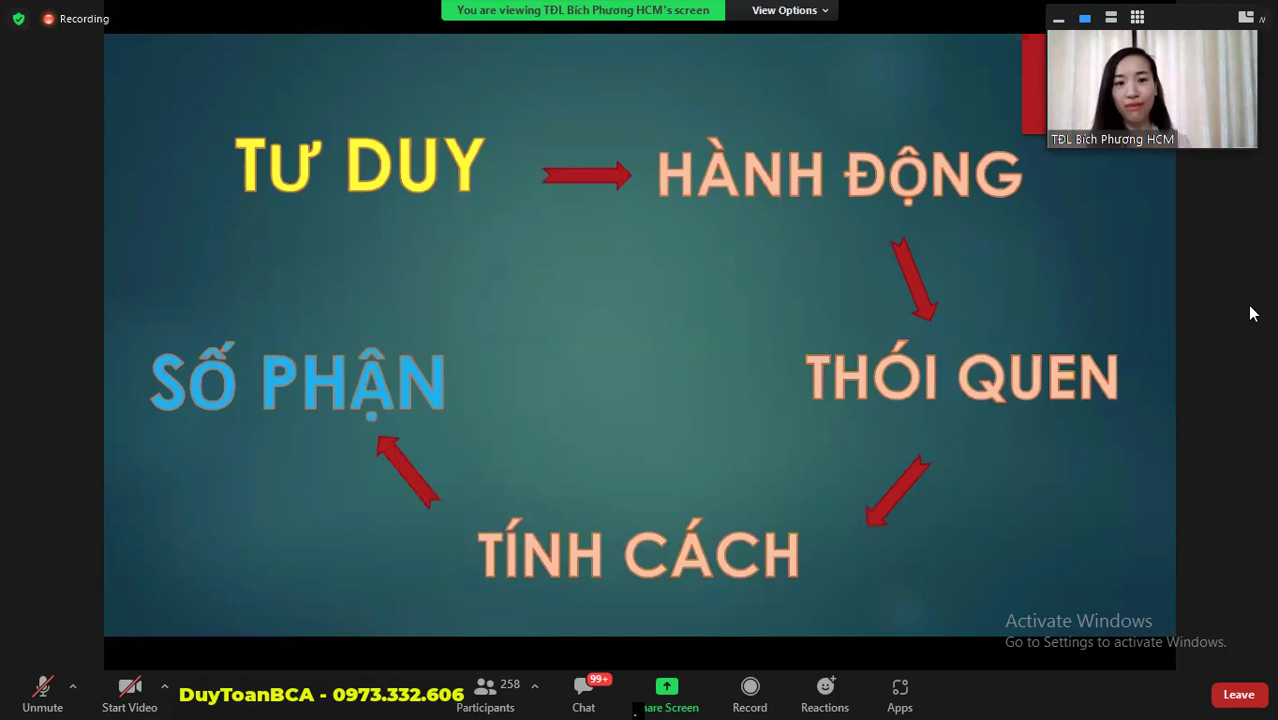 Recording
You are viewing TĐL Bích Phương HCM's screen
View Options
TĐL Bích Phương HCM
TƯ DUY
HÀNH ĐỘNG
SỐ PHẬN
THÓI QUEN
TÍNH CÁCH
Activate Windows
Go to Settings to activate Windows.
Unmute
Start Video
DuyToanBCA - 0973.332.606
258
Participants
99+
Chat
hare Screen
Record
Reactions
Apps
Leave